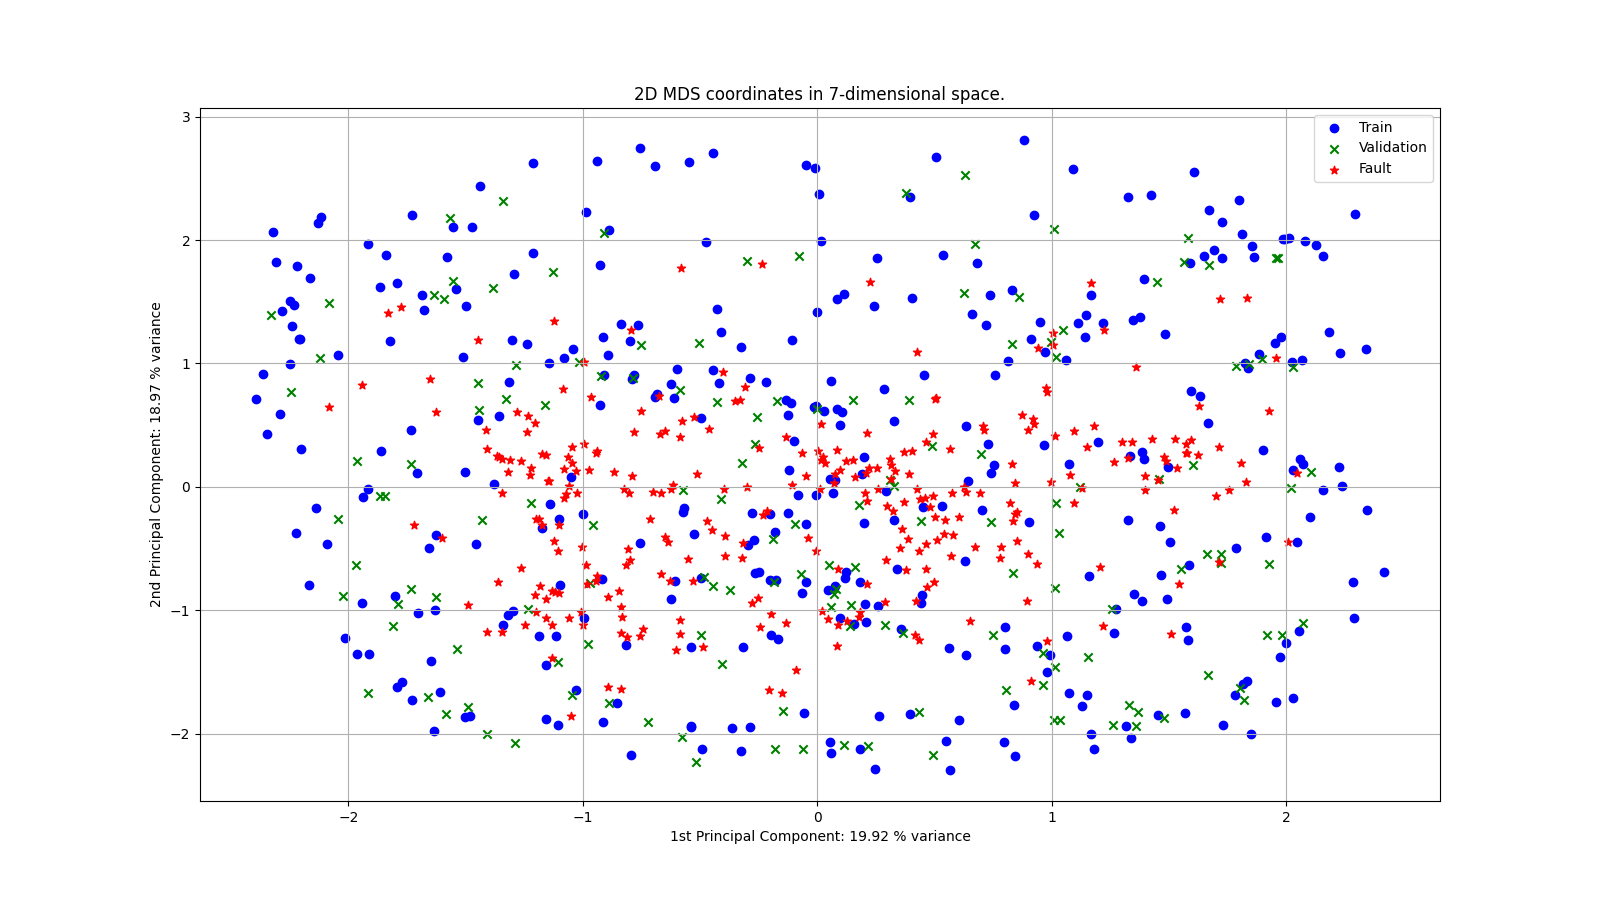 2D MDS coordinates in 7-dimensional space.
Train
Validation
Fault
3
2
1
0
−1
−2
2nd Principal Component: 18.97 % variance
−2
−1
0
1
2
1st Principal Component: 19.92 % variance